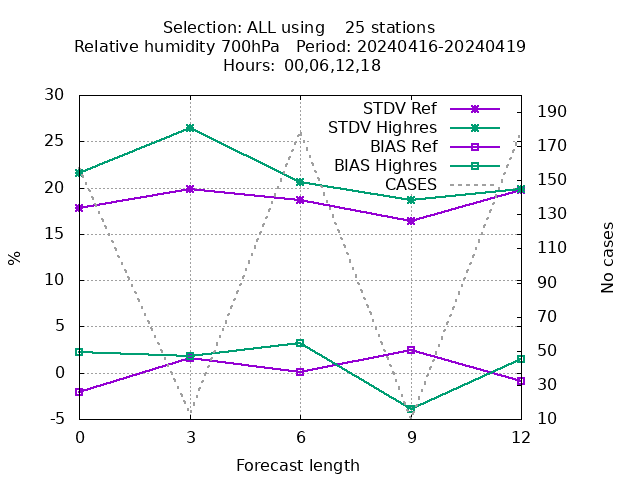 Selection: ALL using    25 stations
Relative humidity 700hPa   Period: 20240416-20240419
Hours: 00,06,12,18
STDV Ref
STDV Highres
BIAS Ref
BIAS Highres
CASES
30
25
20
15
10
5
0
-5
%
190
170
150
130
110
90
70
50
30
10
No cases
0 3 6 9 12
Forecast length